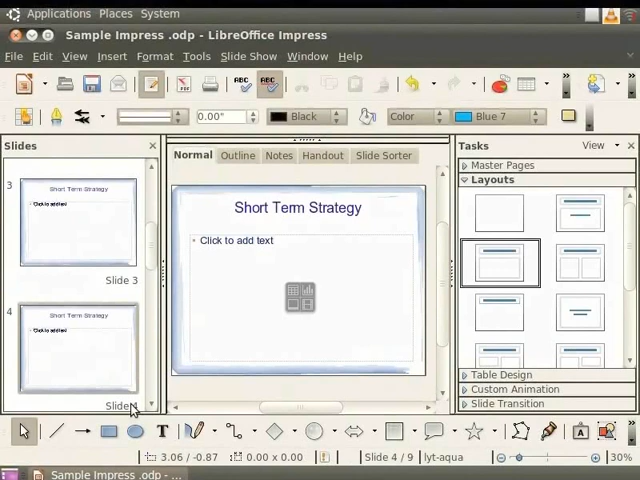 Applications Places System
Sample Impress .odp - LibreOffice Impress
File Edit View Insert Format Tools Slide Show Window Help
ABC ABC
0.00" Black Color Blue 7
Slides
Normal Outline Notes Handout Slide Sorter
Tasks View
Master Pages
Layouts
3
Short Term Strategy
Click to add text
Slide 3
4
Short Term Strategy
Click to add text
Slide 4
Short Term Strategy
Click to add text
Table Design
Custom Animation
Slide Transition
T
A
3.06 / -0.87 0.00 x 0.00 Slide 4 / 9 lyt-aqua 30%
Sample Impress .odp - ...